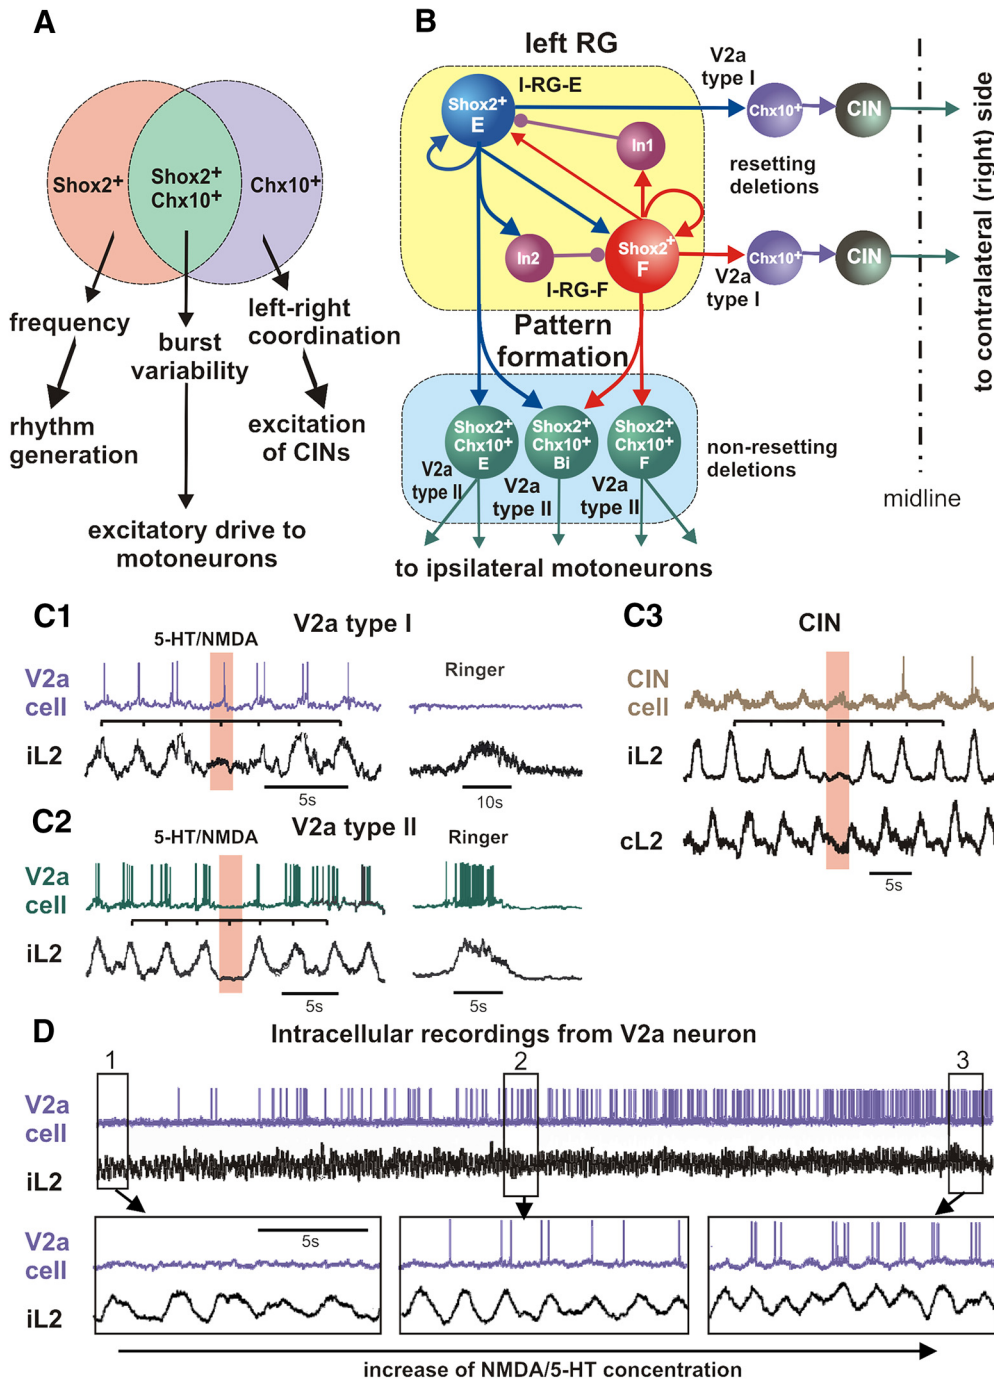 A
Shox2+
Shox2+
Chx10+
Chx10+
frequency
burst
variability
left-right
coordination
rhythm
generation
excitation
of CINs
excitatory drive to
motoneurons
B
left RG
l-RG-E
Shox2+
E
In1
In2
Shox2+
F
l-RG-F
V2a
type I
Chx10+
CIN
resetting
deletions
Chx10+
CIN
V2a
type I
to contralateral (right) side
midline
Pattern
formation
Shox2+
Chx10+
E
Shox2+
Chx10+
Bi
Shox2+
Chx10+
F
V2a
type II
V2a
type II
V2a
type II
non-resetting
deletions
to ipsilateral motoneurons
C1
V2a type I
5-HT/NMDA
Ringer
V2a
cell
iL2
5s
10s
C2
V2a type II
5-HT/NMDA
Ringer
V2a
cell
iL2
5s
5s
C3
CIN
CIN
cell
iL2
cL2
5s
D
Intracellular recordings from V2a neuron
1
2
3
V2a
cell
iL2
V2a
cell
iL2
5s
increase of NMDA/5-HT concentration